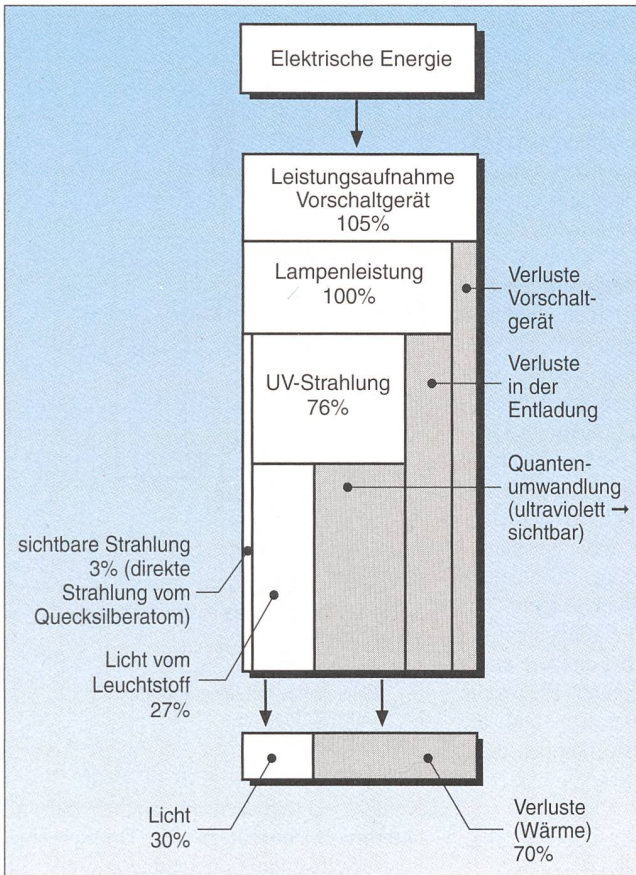 Elektrische Energie
Leistungsaufnahme
Vorschaltgerät
105%
Lampenleistung
100%
Verluste
Vorschalt-
gerät
UV-Strahlung
76%
Verluste
in der
Entladung
Quanten-
umwandlung
(ultraviolett →
sichtbar)
sichtbare Strahlung
3% (direkte
Strahlung vom
Quecksilberatom)
Licht vom
Leuchtstoff
27%
Licht
30%
Verluste
(Wärme)
70%